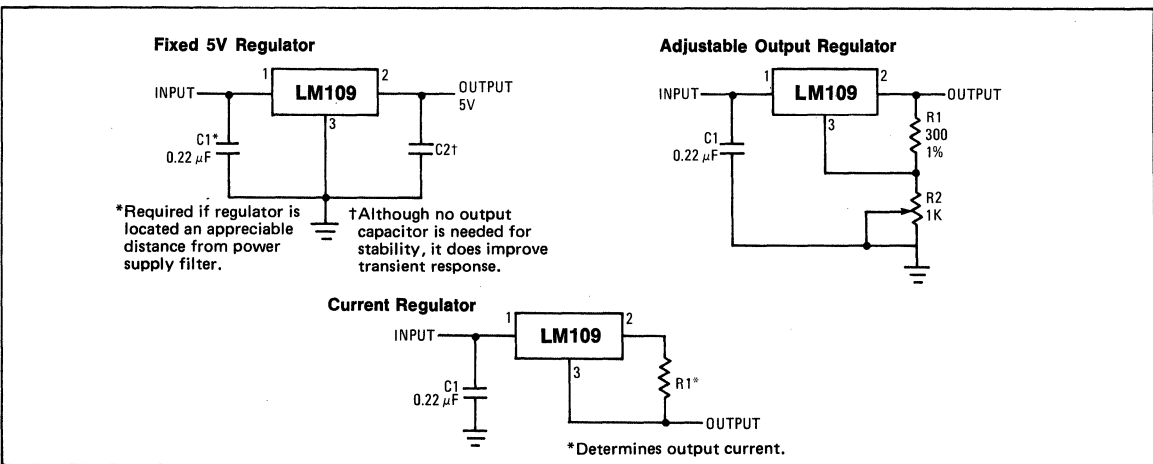 Fixed 5V Regulator
INPUT
1
LM109
2
OUTPUT
5V
3
C1*
0.22 µF
C2†
*Required if regulator is
located an appreciable
distance from power
supply filter.
†Although no output
capacitor is needed for
stability, it does improve
transient response.
Adjustable Output Regulator
INPUT
1
LM109
2
OUTPUT
3
C1
0.22 µF
R1
300
1%
R2
1K
Current Regulator
INPUT
1
LM109
2
3
C1
0.22 µF
R1*
OUTPUT
*Determines output current.